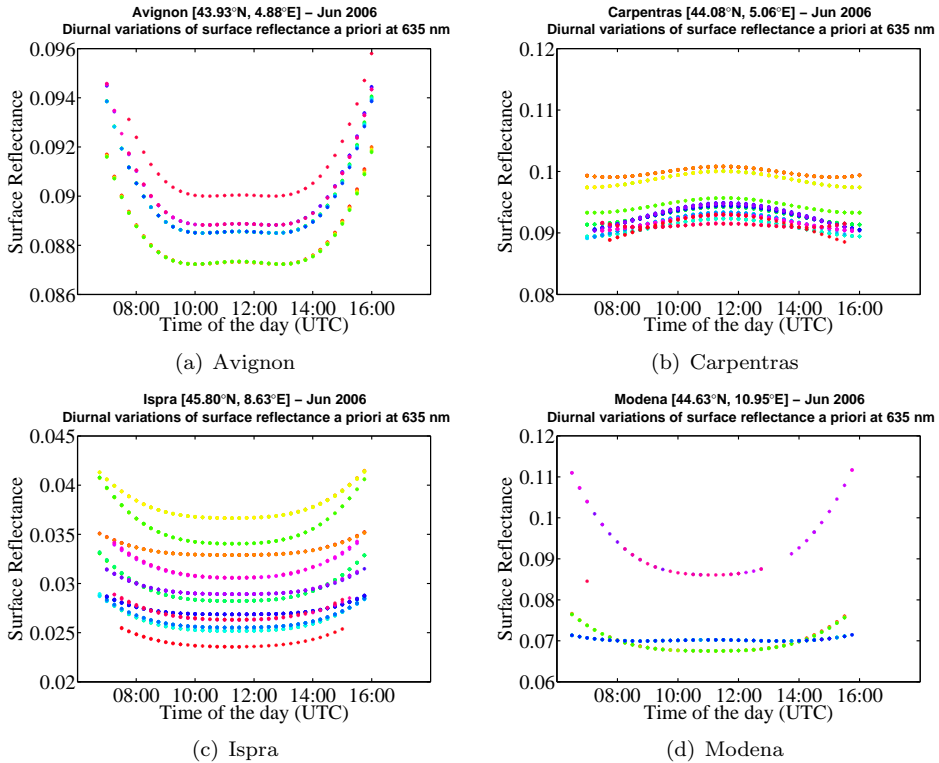 Avignon [43.93°N, 4.88°E] – Jun 2006
Diurnal variations of surface reflectance a priori at 635 nm
0.096
0.094
0.092
0.09
0.088
0.086
Surface Reflectance
08:00 10:00 12:00 14:00 16:00
Time of the day (UTC)
(a) Avignon
Carpentras [44.08°N, 5.06°E] – Jun 2006
Diurnal variations of surface reflectance a priori at 635 nm
0.12
0.11
0.1
0.09
0.08
Surface Reflectance
08:00 10:00 12:00 14:00 16:00
Time of the day (UTC)
(b) Carpentras
Ispra [45.80°N, 8.63°E] – Jun 2006
Diurnal variations of surface reflectance a priori at 635 nm
0.045
0.04
0.035
0.03
0.025
0.02
Surface Reflectance
08:00 10:00 12:00 14:00 16:00
Time of the day (UTC)
(c) Ispra
Modena [44.63°N, 10.95°E] – Jun 2006
Diurnal variations of surface reflectance a priori at 635 nm
0.12
0.11
0.1
0.09
0.08
0.07
0.06
Surface Reflectance
08:00 10:00 12:00 14:00 16:00
Time of the day (UTC)
(d) Modena